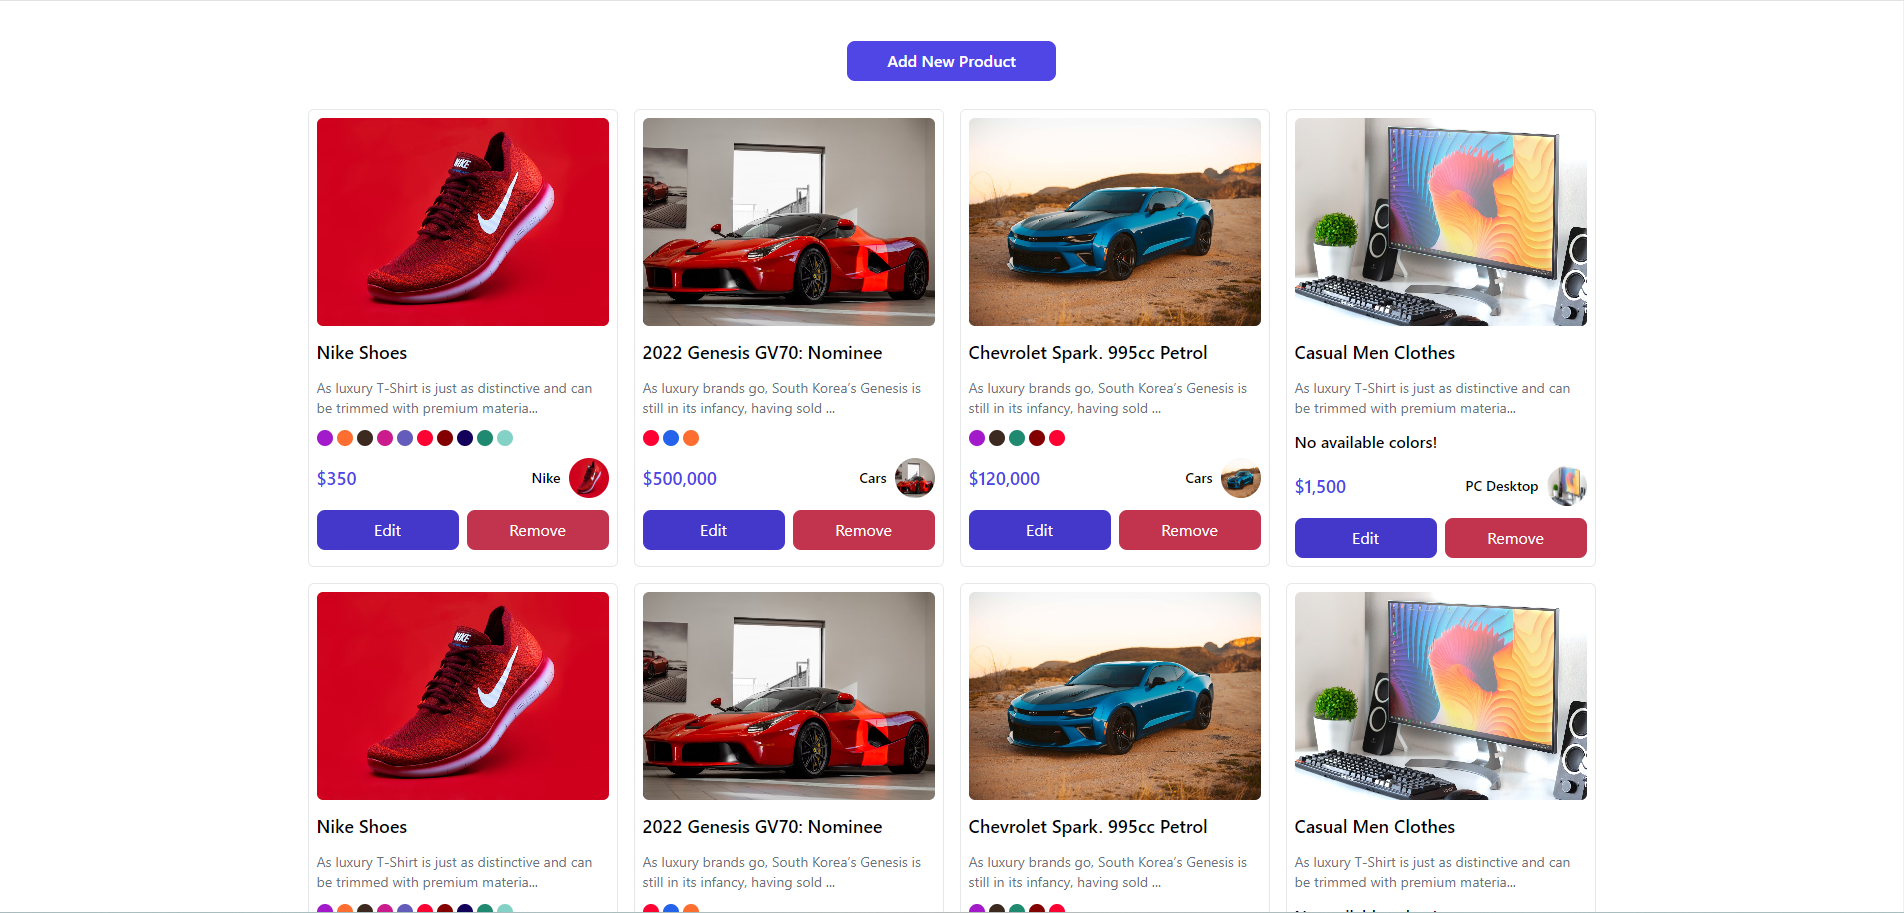 Add New Product
NIKE
Nike Shoes
As luxury T-Shirt is just as distinctive and can
be trimmed with premium materia...
$350
Nike
Edit
Remove
2022 Genesis GV70: Nominee
As luxury brands go, South Korea’s Genesis is
still in its infancy, having sold ...
$500,000
Cars
Edit
Remove
Chevrolet Spark. 995cc Petrol
As luxury brands go, South Korea’s Genesis is
still in its infancy, having sold ...
$120,000
Cars
Edit
Remove
Casual Men Clothes
As luxury T-Shirt is just as distinctive and can
be trimmed with premium materia...
No available colors!
$1,500
PC Desktop
Edit
Remove
NIKE
Nike Shoes
As luxury T-Shirt is just as distinctive and can
be trimmed with premium materia...
2022 Genesis GV70: Nominee
As luxury brands go, South Korea’s Genesis is
still in its infancy, having sold ...
Chevrolet Spark. 995cc Petrol
As luxury brands go, South Korea’s Genesis is
still in its infancy, having sold ...
Casual Men Clothes
As luxury T-Shirt is just as distinctive and can
be trimmed with premium materia...